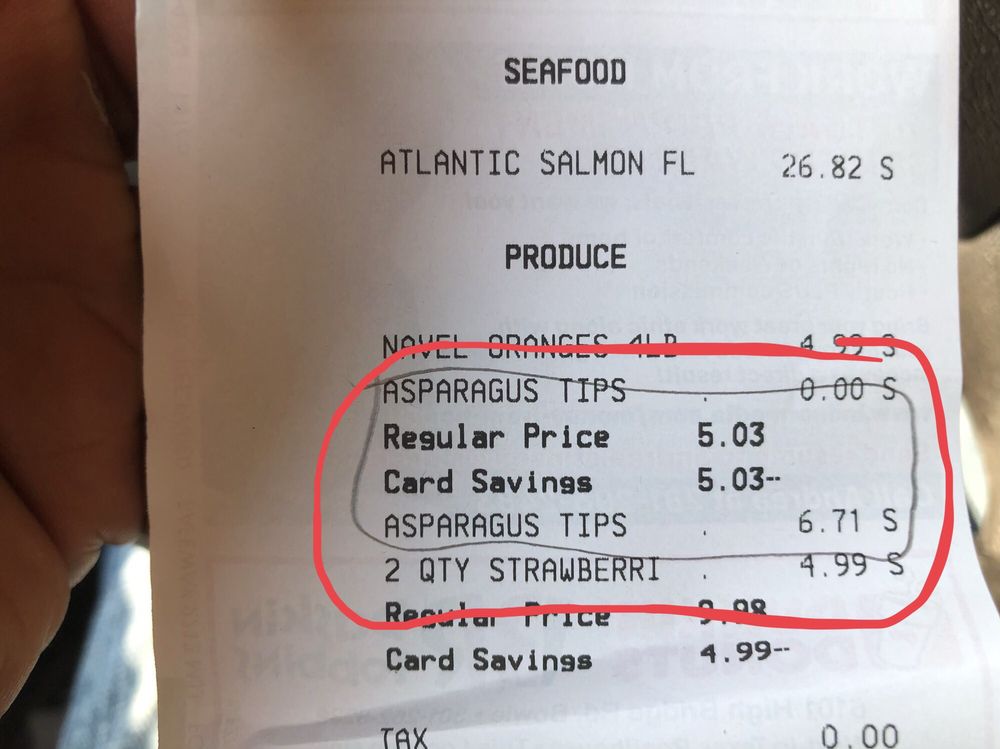 SEAFOOD
ATLANTIC SALMON FL 26.82 S
PRODUCE
NAVEL ORANGES 4LB 4.99 S
ASPARAGUS TIPS . 0.00 S
Regular Price 5.03
Card Savings 5.03--
ASPARAGUS TIPS . 6.71 S
2 QTY STRAWBERRI . 4.99 S
Regular Price 9.98
Card Savings 4.99--
TAX 0.00